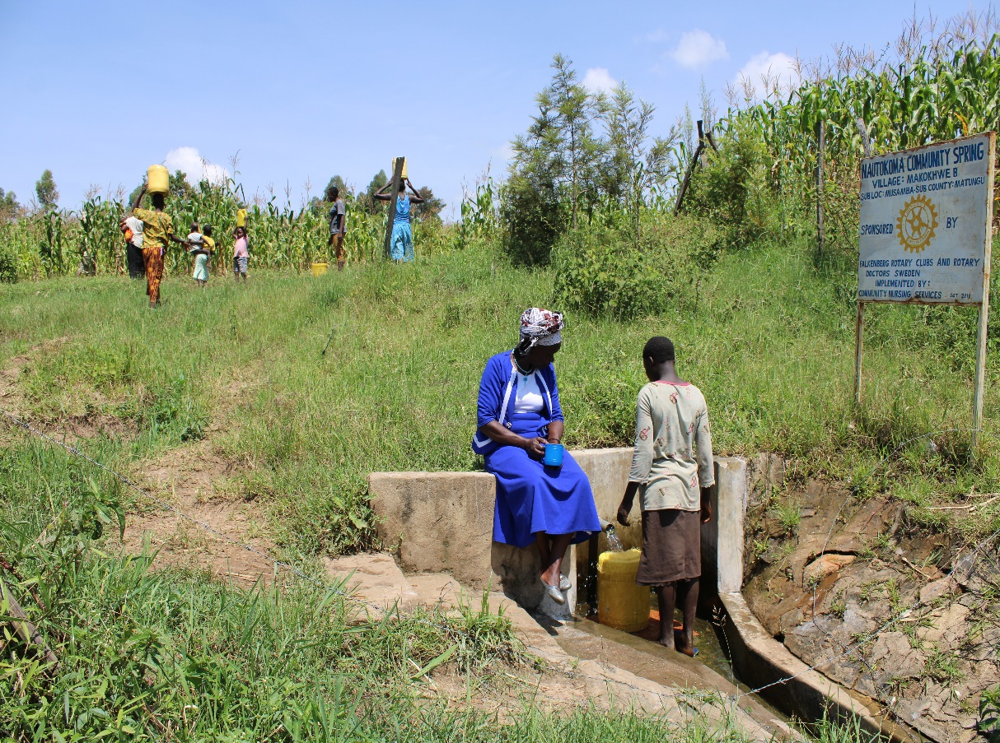 NAUTOKOMA COMMUNITY SPRING
VILLAGE: MAKOKHWE B
SUB LOC: MUSAMBA-SUB COUNTY: MATUNGU
SPONSORED BY
FALKENBERG ROTARY CLUBS AND ROTARY
DOCTORS SWEDEN
IMPLEMENTED BY:
COMMUNITY NURSING SERVICES